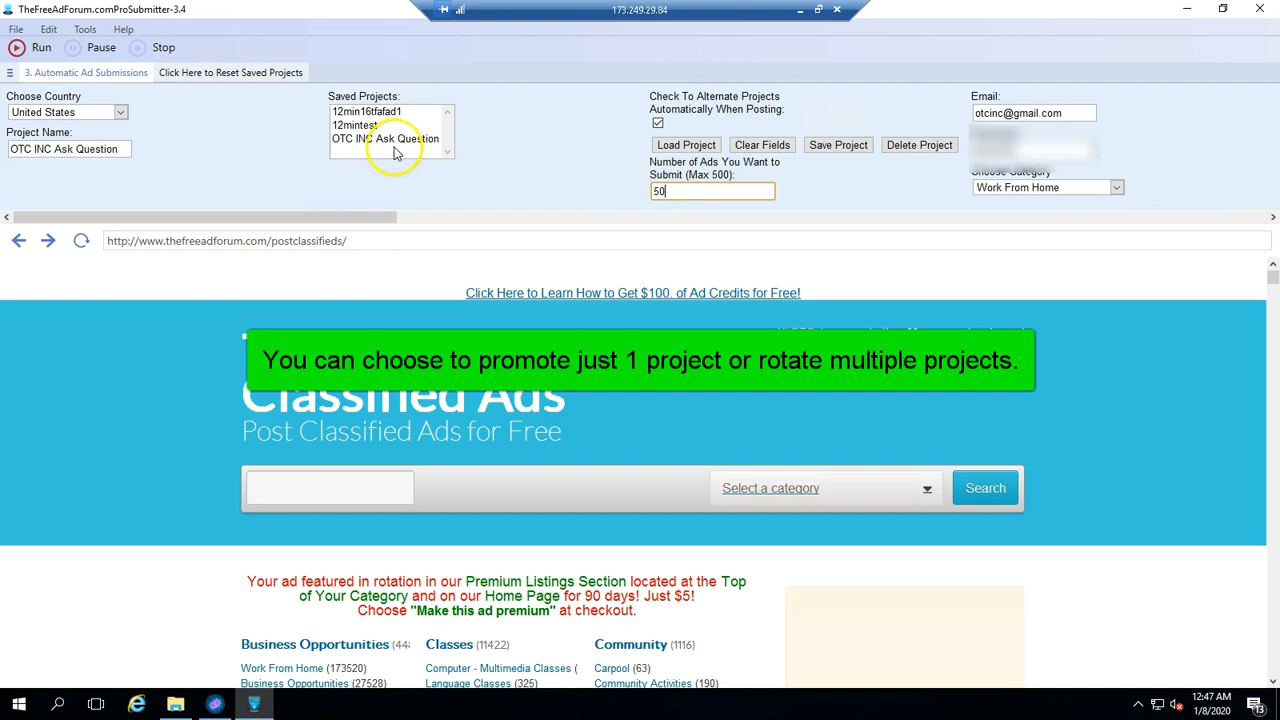 TheFreeAdForum.comProSubmitter-3.4
173.249.29.84
File Edit Tools Help
Run Pause Stop
3. Automatic Ad Submissions Click Here to Reset Saved Projects
Choose Country
United States
Project Name:
OTC INC Ask Question
Saved Projects:
12min16tfafad1
12mintest
OTC INC Ask Question
Check To Alternate Projects
Automatically When Posting:
Load Project Clear Fields Save Project Delete Project
Number of Ads You Want to
Submit (Max 500):
50
Email:
otcinc@gmail.com
Choose Category
Work From Home
http://www.thefreeadforum.com/postclassifieds/
Click Here to Learn How to Get $100. of Ad Credits for Free!
You can choose to promote just 1 project or rotate multiple projects.
Classified Ads
Post Classified Ads for Free
Select a category
Search
Your ad featured in rotation in our Premium Listings Section located at the Top
of Your Category and on our Home Page for 90 days! Just $5!
Choose "Make this ad premium" at checkout.
Business Opportunities (448
Work From Home (173520)
Business Opportunities (27528)
Classes (11422)
Computer - Multimedia Classes (
Language Classes (325)
Community (1116)
Carpool (63)
Community Activities (190)
12:47 AM
1/8/2020
13